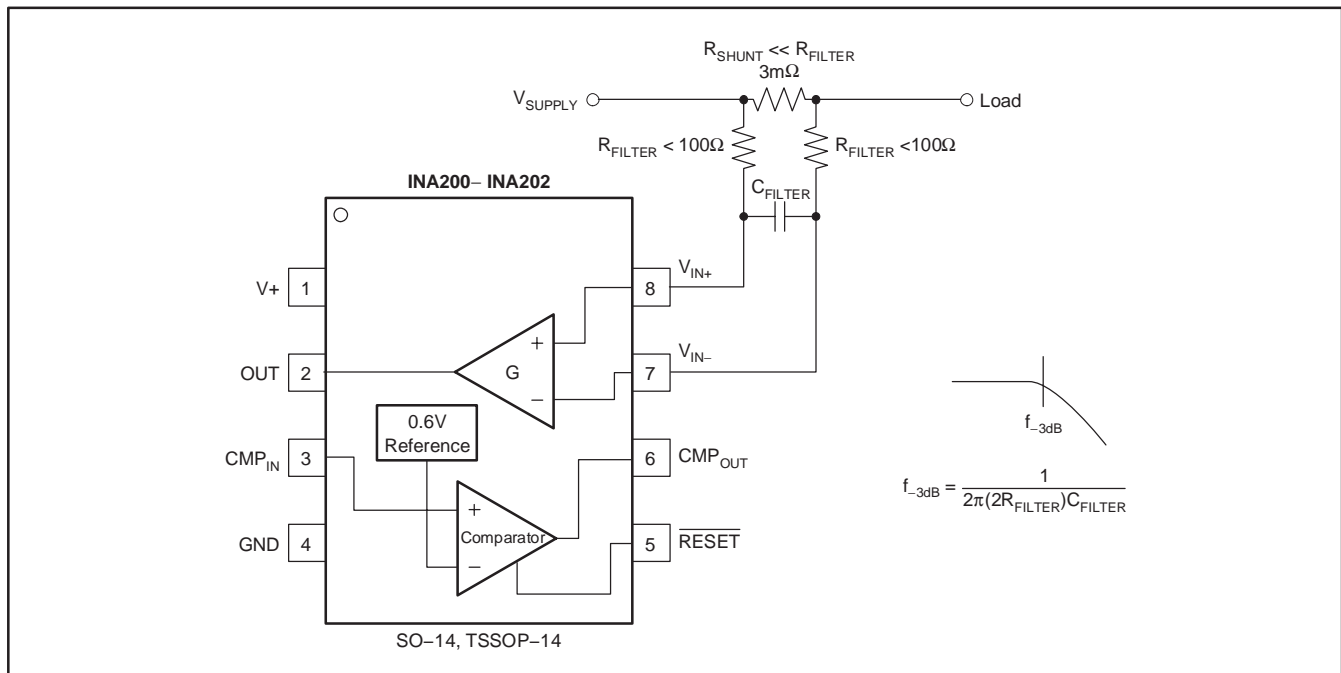 R_SHUNT << R_FILTER
3mΩ
V_SUPPLY
Load
R_FILTER < 100Ω
R_FILTER <100Ω
C_FILTER
INA200– INA202
V+
1
OUT
2
CMP_IN
3
GND
4
8
V_IN+
7
V_IN–
6
CMP_OUT
5
R̅E̅S̅E̅T̅
+
G
–
0.6V
Reference
+
Comparator
–
SO–14, TSSOP–14
f_–3dB
f_–3dB = 1 / 2π(2R_FILTER)C_FILTER